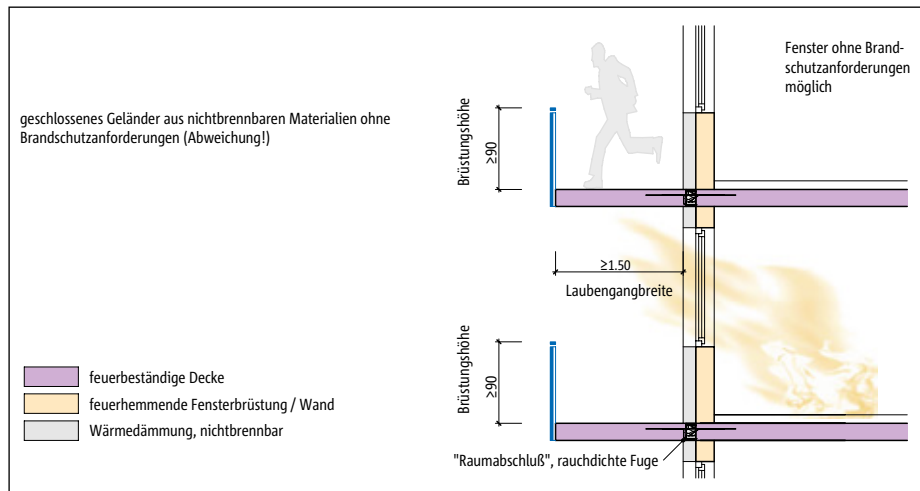 Fenster ohne Brand-
schutzanforderungen
möglich
geschlossenes Geländer aus nichtbrennbaren Materialien ohne
Brandschutzanforderungen (Abweichung!)
Brüstungshöhe
≥90
≥1.50
Laubengangbreite
Brüstungshöhe
≥90
feuerbeständige Decke
feuerhemmende Fensterbrüstung / Wand
Wärmedämmung, nichtbrennbar
"Raumabschluß", rauchdichte Fuge